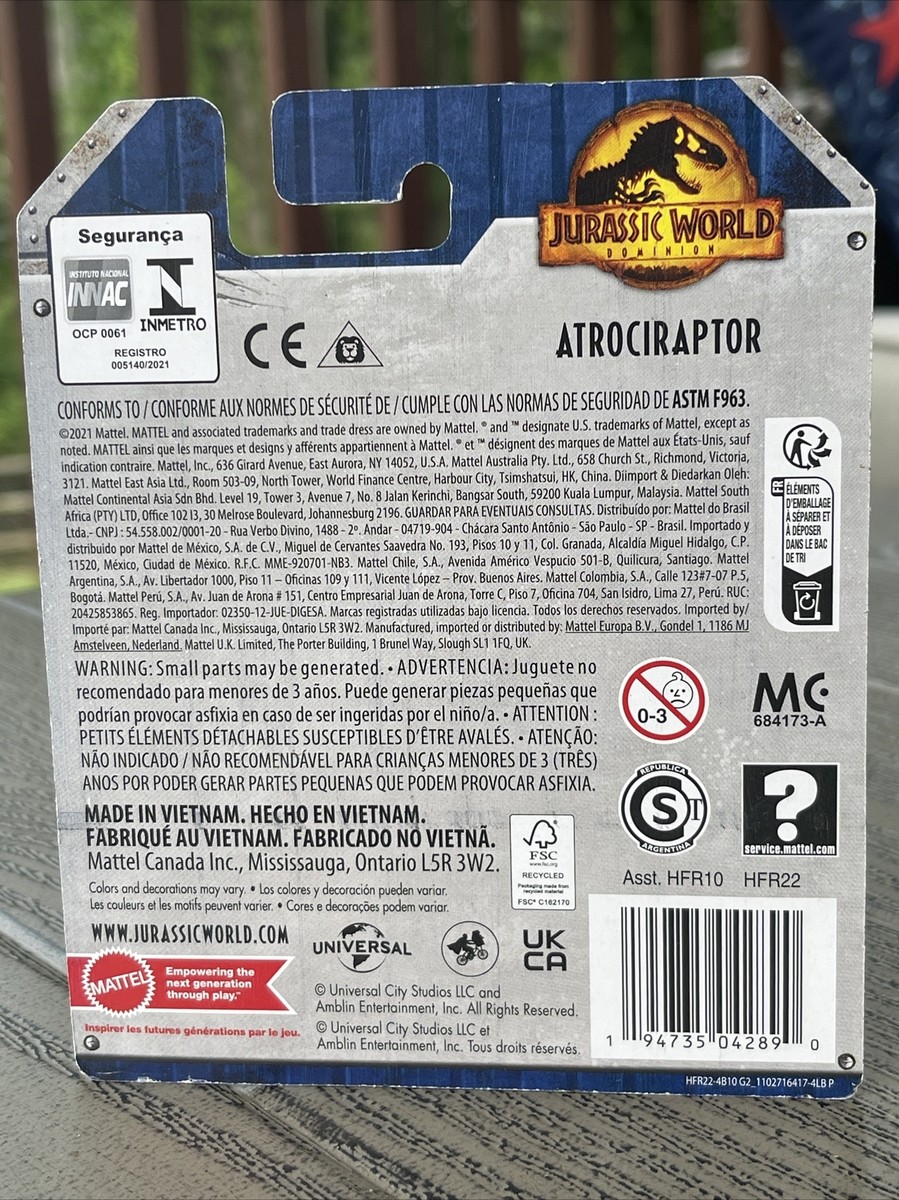 JURASSIC WORLD
DOMINION
Segurança
INSTITUTO NACIONAL
INNAC
INMETRO
OCP 0061
REGISTRO
005140/2021
CE
ATROCIRAPTOR
CONFORMS TO / CONFORME AUX NORMES DE SÉCURITÉ DE / CUMPLE CON LAS NORMAS DE SEGURIDAD DE ASTM F963.
©2021 Mattel. MATTEL and associated trademarks and trade dress are owned by Mattel. ® and ™ designate U.S. trademarks of Mattel, except as
noted. MATTEL ainsi que les marques et designs y afférents appartiennent à Mattel. ® et ™ désignent des marques de Mattel aux États-Unis, sauf
indication contraire. Mattel, Inc., 636 Girard Avenue, East Aurora, NY 14052, U.S.A. Mattel Australia Pty. Ltd., 658 Church St., Richmond, Victoria,
3121. Mattel East Asia Ltd., Room 503-09, North Tower, World Finance Centre, Harbour City, Tsimshatsui, HK, China. Diimport & Diedarkan Oleh:
Mattel Continental Asia Sdn Bhd. Level 19, Tower 3, Avenue 7, No. 8 Jalan Kerinchi, Bangsar South, 59200 Kuala Lumpur, Malaysia. Mattel South
Africa (PTY) LTD, Office 102 I3, 30 Melrose Boulevard, Johannesburg 2196. GUARDAR PARA EVENTUAIS CONSULTAS. Distribuído por: Mattel do Brasil
Ltda.- CNPJ : 54.558.002/0001-20 - Rua Verbo Divino, 1488 - 2º. Andar - 04719-904 - Chácara Santo Antônio - São Paulo - SP - Brasil. Importado y
distribuido por Mattel de México, S.A. de C.V., Miguel de Cervantes Saavedra No. 193, Pisos 10 y 11, Col. Granada, Alcaldía Miguel Hidalgo, C.P.
11520, México, Ciudad de México. R.F.C. MME-920701-NB3. Mattel Chile, S.A., Avenida Américo Vespucio 501-B, Quilicura, Santiago. Mattel
Argentina, S.A., Av. Libertador 1000, Piso 11 – Oficinas 109 y 111, Vicente López – Prov. Buenos Aires. Mattel Colombia, S.A., Calle 123#7-07 P.5,
Bogotá. Mattel Perú, S.A., Av. Juan de Arona # 151, Centro Empresarial Juan de Arona, Torre C, Piso 7, Oficina 704, San Isidro, Lima 27, Perú. RUC:
20425853865. Reg. Importador: 02350-12-JUE-DIGESA. Marcas registradas utilizadas bajo licencia. Todos los derechos reservados. Imported by/
Importé par: Mattel Canada Inc., Mississauga, Ontario L5R 3W2. Manufactured, imported or distributed by: Mattel Europa B.V., Gondel 1, 1186 MJ
Amstelveen, Nederland. Mattel U.K. Limited, The Porter Building, 1 Brunel Way, Slough SL1 1FQ, UK.
FR
ÉLÉMENTS
D'EMBALLAGE
À SÉPARER ET
À DÉPOSER
DANS LE BAC
DE TRI
WARNING: Small parts may be generated. • ADVERTENCIA: Juguete no
recomendado para menores de 3 años. Puede generar piezas pequeñas que
podrían provocar asfixia en caso de ser ingeridas por el niño/a. • ATTENTION :
PETITS ÉLÉMENTS DÉTACHABLES SUSCEPTIBLES D'ÊTRE AVALÉS. • ATENÇÃO:
NÃO INDICADO / NÃO RECOMENDÁVEL PARA CRIANÇAS MENORES DE 3 (TRÊS)
ANOS POR PODER GERAR PARTES PEQUENAS QUE PODEM PROVOCAR ASFIXIA.
0-3
MC
684173-A
MADE IN VIETNAM. HECHO EN VIETNAM.
FABRIQUÉ AU VIETNAM. FABRICADO NO VIETNÃ.
Mattel Canada Inc., Mississauga, Ontario L5R 3W2.
FSC
www.fsc.org
RECYCLED
Packaging made from
recycled material
FSC® C162170
REPUBLICA
S
ARGENTINA
?
service.mattel.com
Asst. HFR10 HFR22
Colors and decorations may vary. • Los colores y decoración pueden variar.
Les couleurs et les motifs peuvent varier. • Cores e decorações podem variar.
WWW.JURASSICWORLD.COM
UNIVERSAL
UK
CA
MATTEL
Empowering the
next generation
through play.™
Inspirer les futures générations par le jeu.
© Universal City Studios LLC and
Amblin Entertainment, Inc. All Rights Reserved.
© Universal City Studios LLC et
Amblin Entertainment, Inc. Tous droits réservés.
1 94735 04289 0
HFR22-4B10 G2_1102716417-4LB P